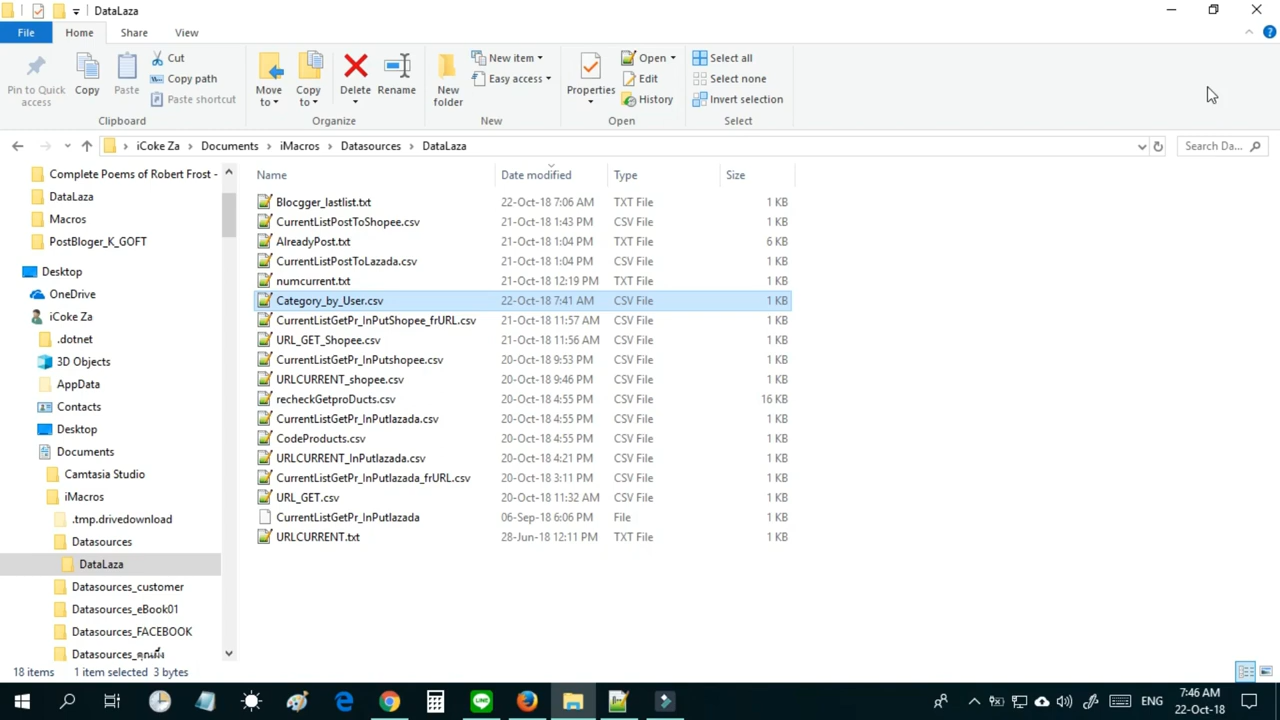 DataLaza
File Home Share View
Pin to Quick access
Copy
Paste
Cut
Copy path
Paste shortcut
Clipboard
Move to
Copy to
Delete
Rename
Organize
New folder
New item
Easy access
New
Properties
Open
Edit
History
Open
Select all
Select none
Invert selection
Select
iCoke Za > Documents > iMacros > Datasources > DataLaza
Search Da...
Complete Poems of Robert Frost -
DataLaza
Macros
PostBloger_K_GOFT
Desktop
OneDrive
iCoke Za
.dotnet
3D Objects
AppData
Contacts
Desktop
Documents
Camtasia Studio
iMacros
.tmp.drivedownload
Datasources
DataLaza
Datasources_customer
Datasources_eBook01
Datasources_FACEBOOK
Datasources_คุณผึ้ง
Name Date modified Type Size
Blocgger_lastlist.txt 22-Oct-18 7:06 AM TXT File 1 KB
CurrentListPostToShopee.csv 21-Oct-18 1:43 PM CSV File 1 KB
AlreadyPost.txt 21-Oct-18 1:04 PM TXT File 6 KB
CurrentListPostToLazada.csv 21-Oct-18 1:04 PM CSV File 1 KB
numcurrent.txt 21-Oct-18 12:19 PM TXT File 1 KB
Category_by_User.csv 22-Oct-18 7:41 AM CSV File 1 KB
CurrentListGetPr_InPutShopee_frURL.csv 21-Oct-18 11:57 AM CSV File 1 KB
URL_GET_Shopee.csv 21-Oct-18 11:56 AM CSV File 1 KB
CurrentListGetPr_InPutshopee.csv 20-Oct-18 9:53 PM CSV File 1 KB
URLCURRENT_shopee.csv 20-Oct-18 9:46 PM CSV File 1 KB
recheckGetproDucts.csv 20-Oct-18 4:55 PM CSV File 16 KB
CurrentListGetPr_InPutlazada.csv 20-Oct-18 4:55 PM CSV File 1 KB
CodeProducts.csv 20-Oct-18 4:55 PM CSV File 1 KB
URLCURRENT_InPutlazada.csv 20-Oct-18 4:21 PM CSV File 1 KB
CurrentListGetPr_InPutlazada_frURL.csv 20-Oct-18 3:11 PM CSV File 1 KB
URL_GET.csv 20-Oct-18 11:32 AM CSV File 1 KB
CurrentListGetPr_InPutlazada 06-Sep-18 6:06 PM File 1 KB
URLCURRENT.txt 28-Jun-18 12:11 PM TXT File 1 KB
18 items 1 item selected 3 bytes
ENG
7:46 AM
22-Oct-18